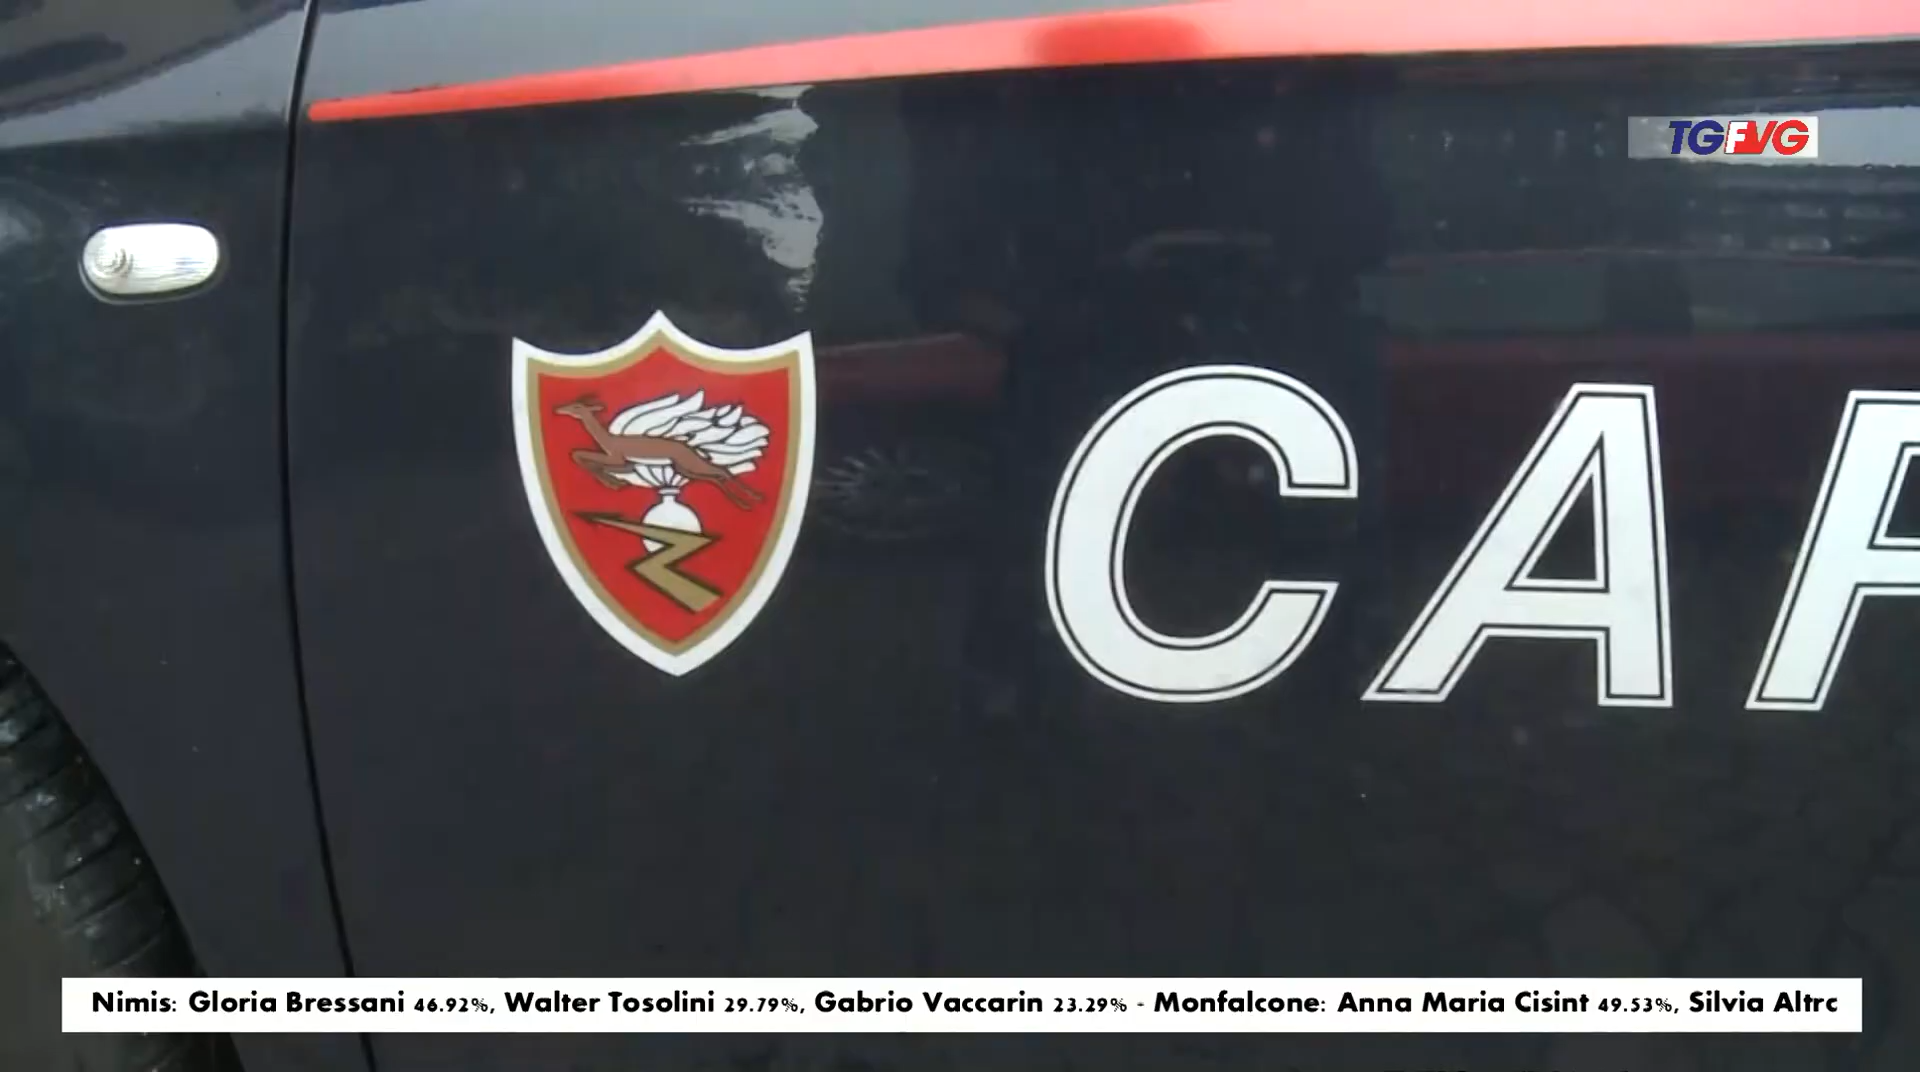 TGFVG
CAR
Nimis: Gloria Bressani 46.92%, Walter Tosolini 29.79%, Gabrio Vaccarin 23.29% - Monfalcone: Anna Maria Cisint 49.53%, Silvia Altrc